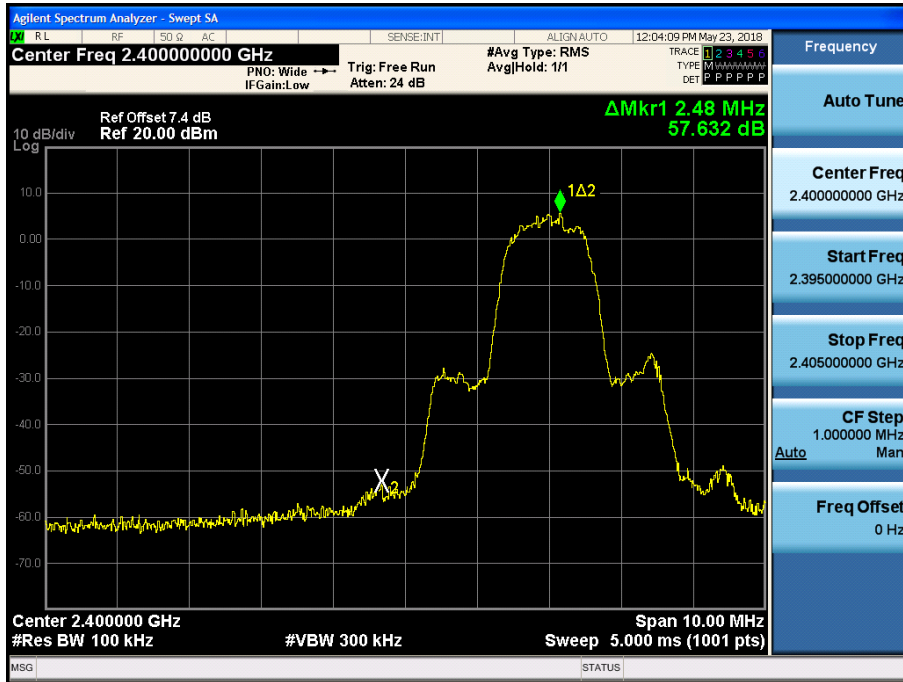 Agilent Spectrum Analyzer - Swept SA
LXI RL RF 50 Ω AC SENSE:INT ALIGN AUTO 12:04:09 PM May 23, 2018
Center Freq 2.400000000 GHz
PNO: Wide
IFGain:Low
Trig: Free Run
Atten: 24 dB
#Avg Type: RMS
Avg|Hold: 1/1
TRACE 1 2 3 4 5 6
TYPE M
DET P P P P P P
ΔMkr1 2.48 MHz
57.632 dB
Ref Offset 7.4 dB
10 dB/div Ref 20.00 dBm
Log
10.0
0.00
-10.0
-20.0
-30.0
-40.0
-50.0
-60.0
-70.0
1Δ2
X2
Center 2.400000 GHz Span 10.00 MHz
#Res BW 100 kHz #VBW 300 kHz Sweep 5.000 ms (1001 pts)
MSG STATUS
Frequency
Auto Tune
Center Freq
2.400000000 GHz
Start Freq
2.395000000 GHz
Stop Freq
2.405000000 GHz
CF Step
1.000000 MHz
Auto Man
Freq Offset
0 Hz